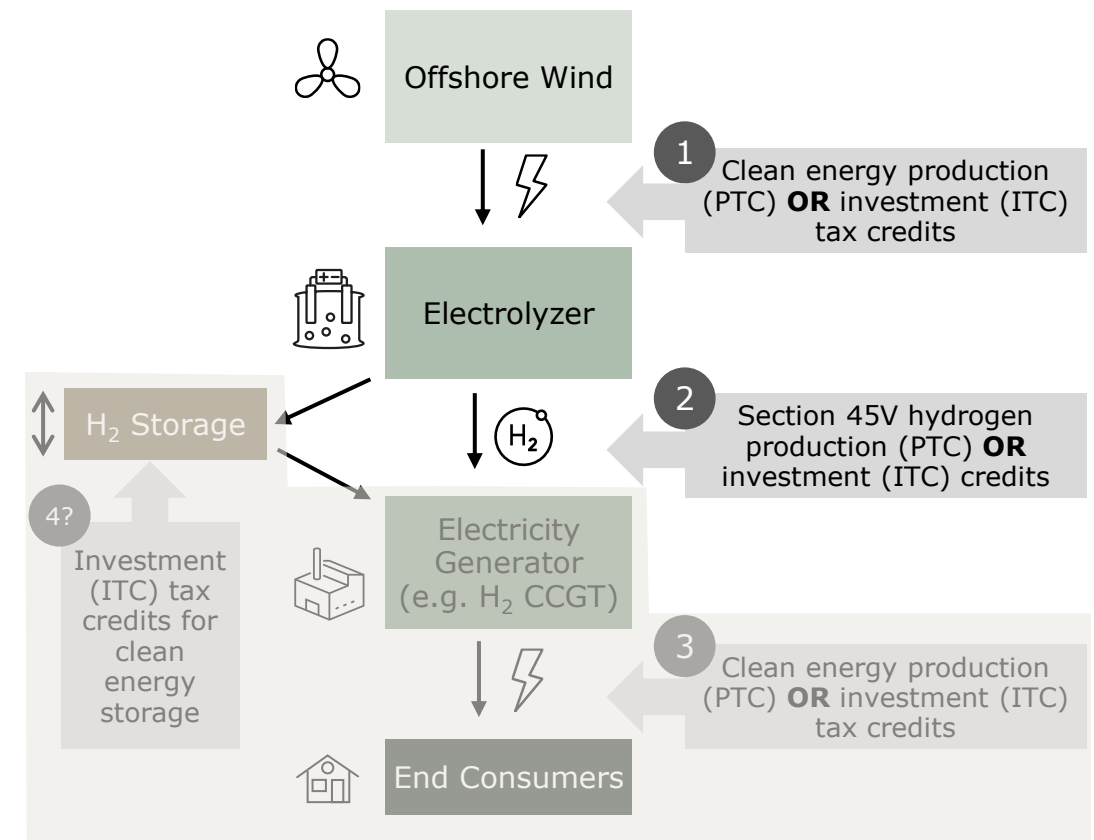 Offshore Wind
1
Clean energy production
(PTC) OR investment (ITC)
tax credits
Electrolyzer
2
Section 45V hydrogen
production (PTC) OR
investment (ITC) credits
H₂ Storage
H₂
4?
Investment
(ITC) tax
credits for
clean
energy
storage
Electricity
Generator
(e.g. H₂ CCGT)
3
Clean energy production
(PTC) OR investment (ITC)
tax credits
End Consumers